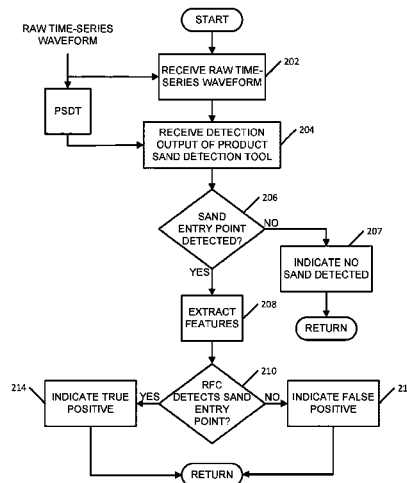 START
RAW TIME-SERIES
WAVEFORM
202
RECEIVE RAW TIME-
SERIES WAVEFORM
PSDT
204
RECEIVE DETECTION
OUTPUT OF PRODUCT
SAND DETECTION TOOL
206
SAND
ENTRY POINT
DETECTED?
NO
207
INDICATE NO
SAND DETECTED
YES
208
EXTRACT
FEATURES
RETURN
210
RFC
DETECTS SAND
ENTRY
POINT?
214
INDICATE TRUE
POSITIVE
YES
NO
INDICATE FALSE
POSITIVE
RETURN